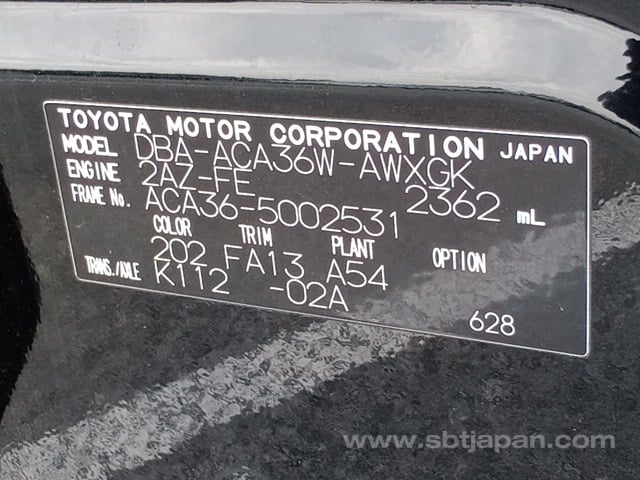 TOYOTA MOTOR CORPORATION JAPAN
MODEL DBA-ACA36W-AWXGK
ENGINE 2AZ-FE 2362 mL
FRAME No. ACA36-5002531
COLOR TRIM PLANT OPTION
202 FA13 A54
TRANS./AXLE K112 -02A
628
www.sbtjapan.com